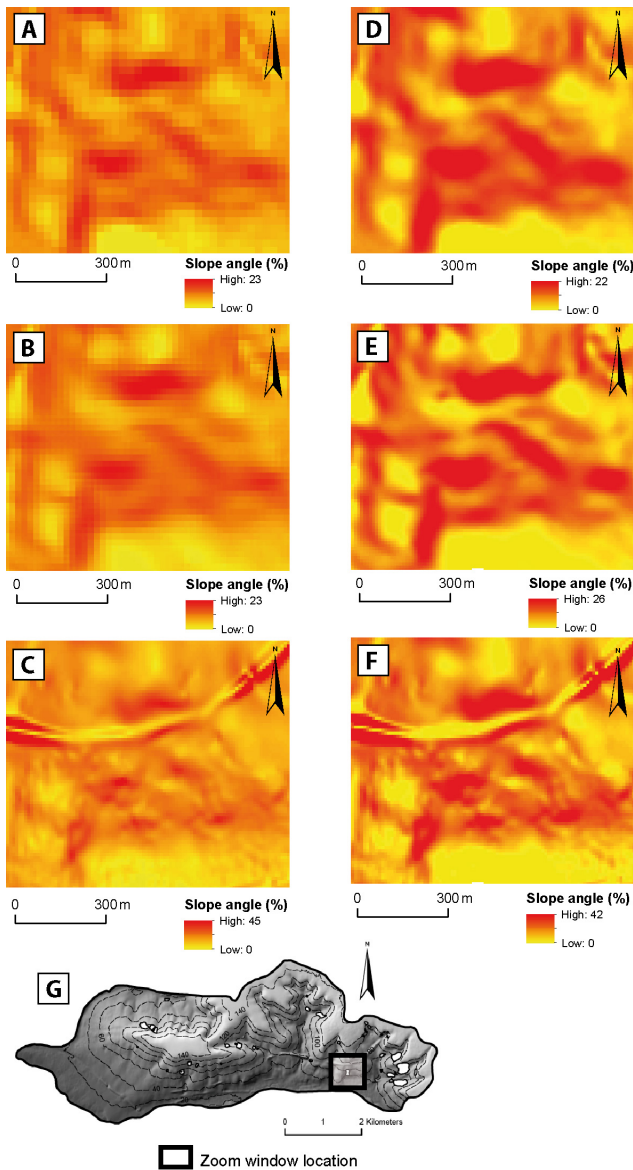 A
N
D
N
0 300 m
Slope angle (%)
High: 23
Low: 0
0 300 m
Slope angle (%)
High: 22
Low: 0
B
N
E
N
0 300 m
Slope angle (%)
High: 23
Low: 0
0 300 m
Slope angle (%)
High: 26
Low: 0
C
N
F
N
0 300 m
Slope angle (%)
High: 45
Low: 0
0 300 m
Slope angle (%)
High: 42
Low: 0
G
N
140
140
100
80
40
0 1 2 Kilometers
Zoom window location